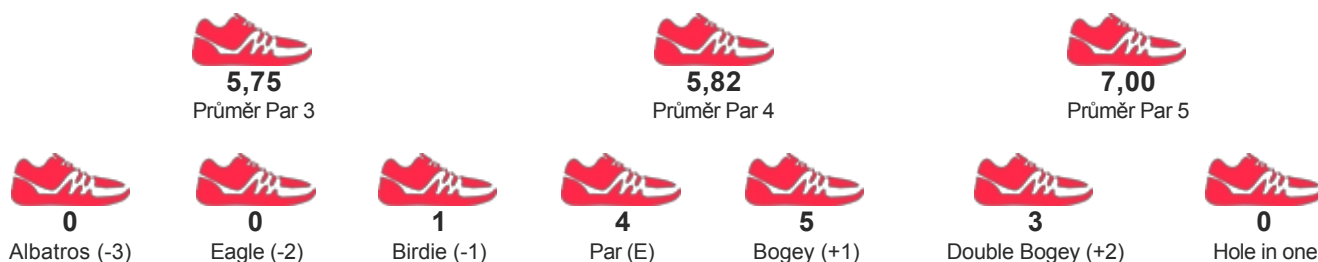 5,75 5,82 7,00
Průměr Par 3 Průměr Par 4 Průměr Par 5
0 0 1 4 5 3 0
Albatros (-3) Eagle (-2) Birdie (-1) Par (E) Bogey (+1) Double Bogey (+2) Hole in one